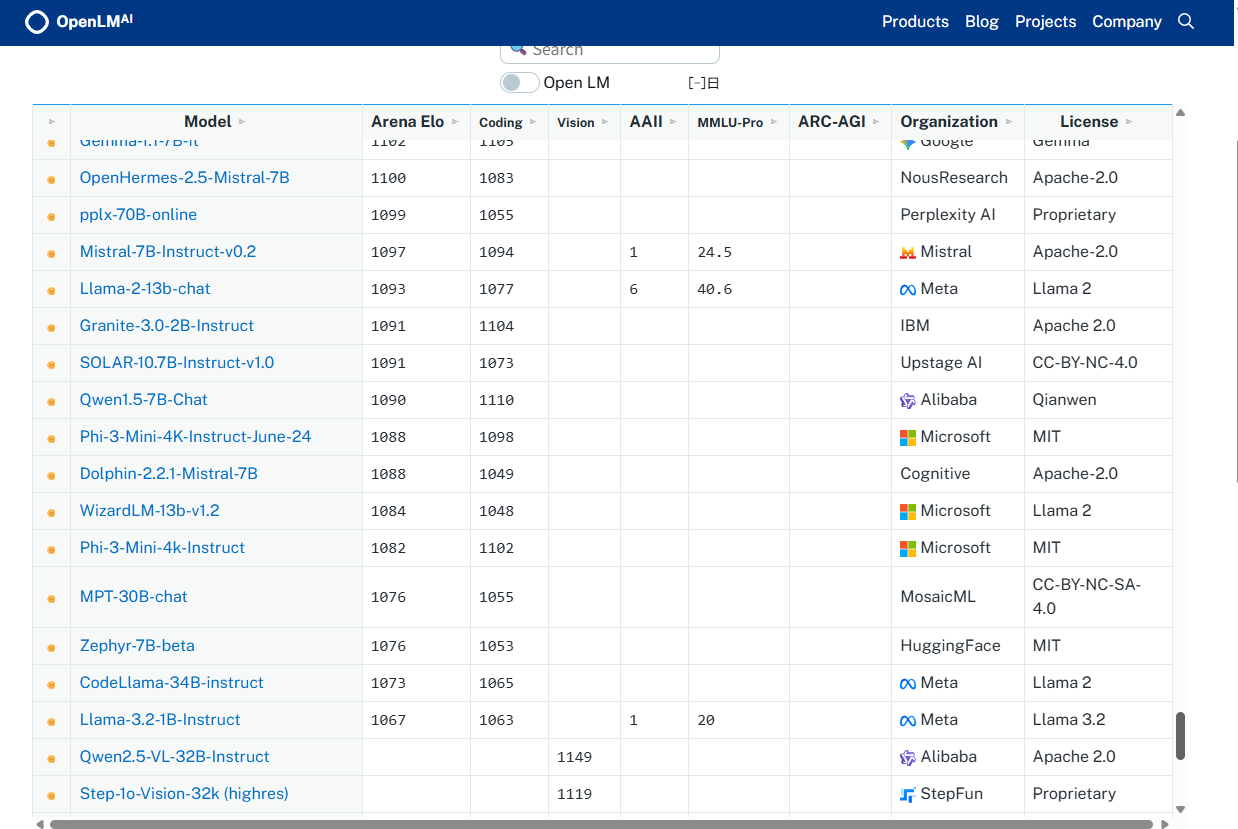 OpenLMAI Products Blog Projects Company
Search
Open LM [-]日
Model Arena Elo Coding Vision AAII MMLU-Pro ARC-AGI Organization License
Gemma-1.1-7B-it 1102 1105 Google Gemma
OpenHermes-2.5-Mistral-7B 1100 1083 NousResearch Apache-2.0
pplx-70B-online 1099 1055 Perplexity AI Proprietary
Mistral-7B-Instruct-v0.2 1097 1094 1 24.5 Mistral Apache-2.0
Llama-2-13b-chat 1093 1077 6 40.6 Meta Llama 2
Granite-3.0-2B-Instruct 1091 1104 IBM Apache 2.0
SOLAR-10.7B-Instruct-v1.0 1091 1073 Upstage AI CC-BY-NC-4.0
Qwen1.5-7B-Chat 1090 1110 Alibaba Qianwen
Phi-3-Mini-4K-Instruct-June-24 1088 1098 Microsoft MIT
Dolphin-2.2.1-Mistral-7B 1088 1049 Cognitive Apache-2.0
WizardLM-13b-v1.2 1084 1048 Microsoft Llama 2
Phi-3-Mini-4k-Instruct 1082 1102 Microsoft MIT
MPT-30B-chat 1076 1055 MosaicML CC-BY-NC-SA-
4.0
Zephyr-7B-beta 1076 1053 HuggingFace MIT
CodeLlama-34B-instruct 1073 1065 Meta Llama 2
Llama-3.2-1B-Instruct 1067 1063 1 20 Meta Llama 3.2
Qwen2.5-VL-32B-Instruct 1149 Alibaba Apache 2.0
Step-1o-Vision-32k (highres) 1119 StepFun Proprietary